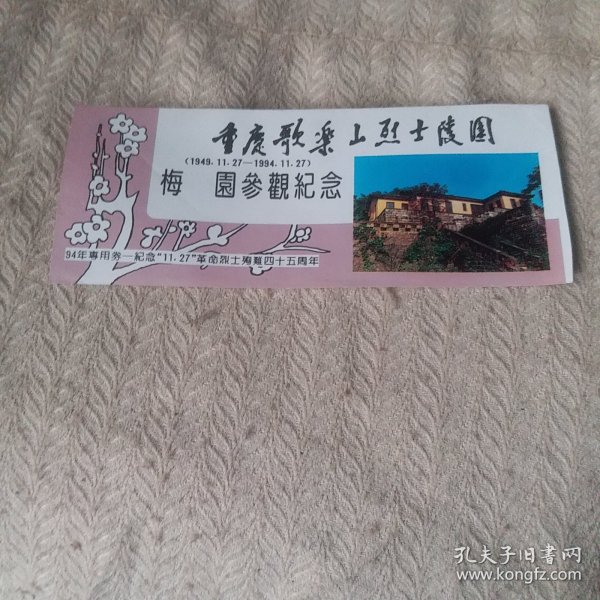 重慶歌樂山烈士陵園
(1949.11.27—1994.11.27)
梅 園參觀紀念
94年專用券—紀念"11.27"革命烈士殉難四十五周年
孔夫子旧书网
www.kongfz.com